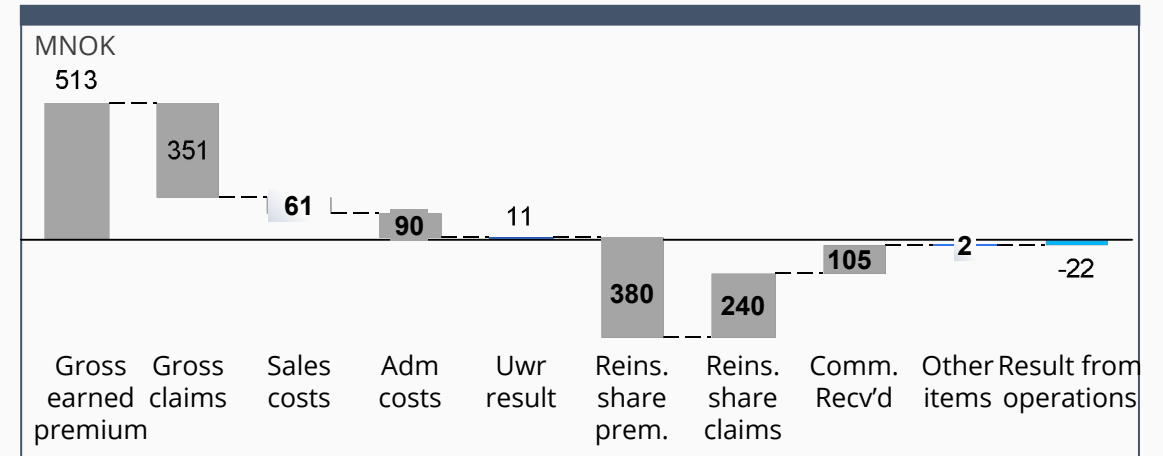 MNOK
513
351
61
90
11
380
240
105
2
-22
Gross earned premium
Gross claims
Sales costs
Adm costs
Uwr result
Reins. share prem.
Reins. share claims
Comm. Recv’d
Other items
Result from operations